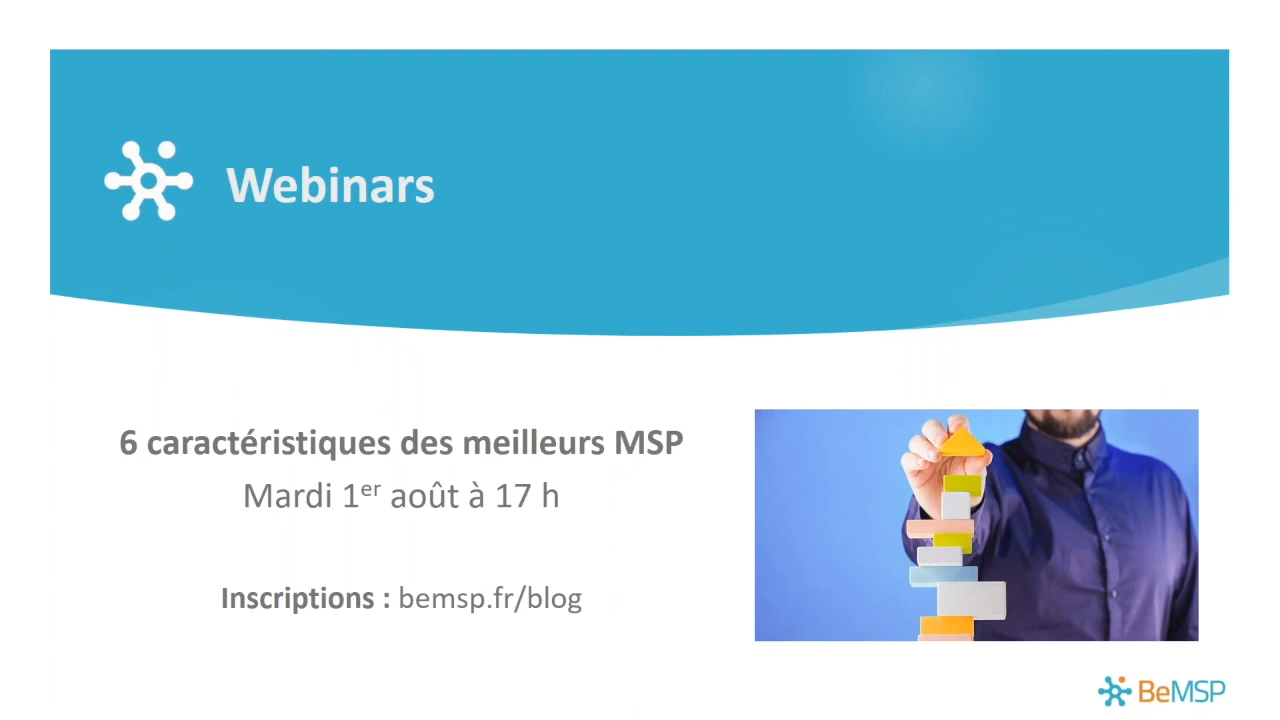 Webinars
6 caractéristiques des meilleurs MSP
Mardi 1er août à 17 h
Inscriptions : bemsp.fr/blog
BeMSP